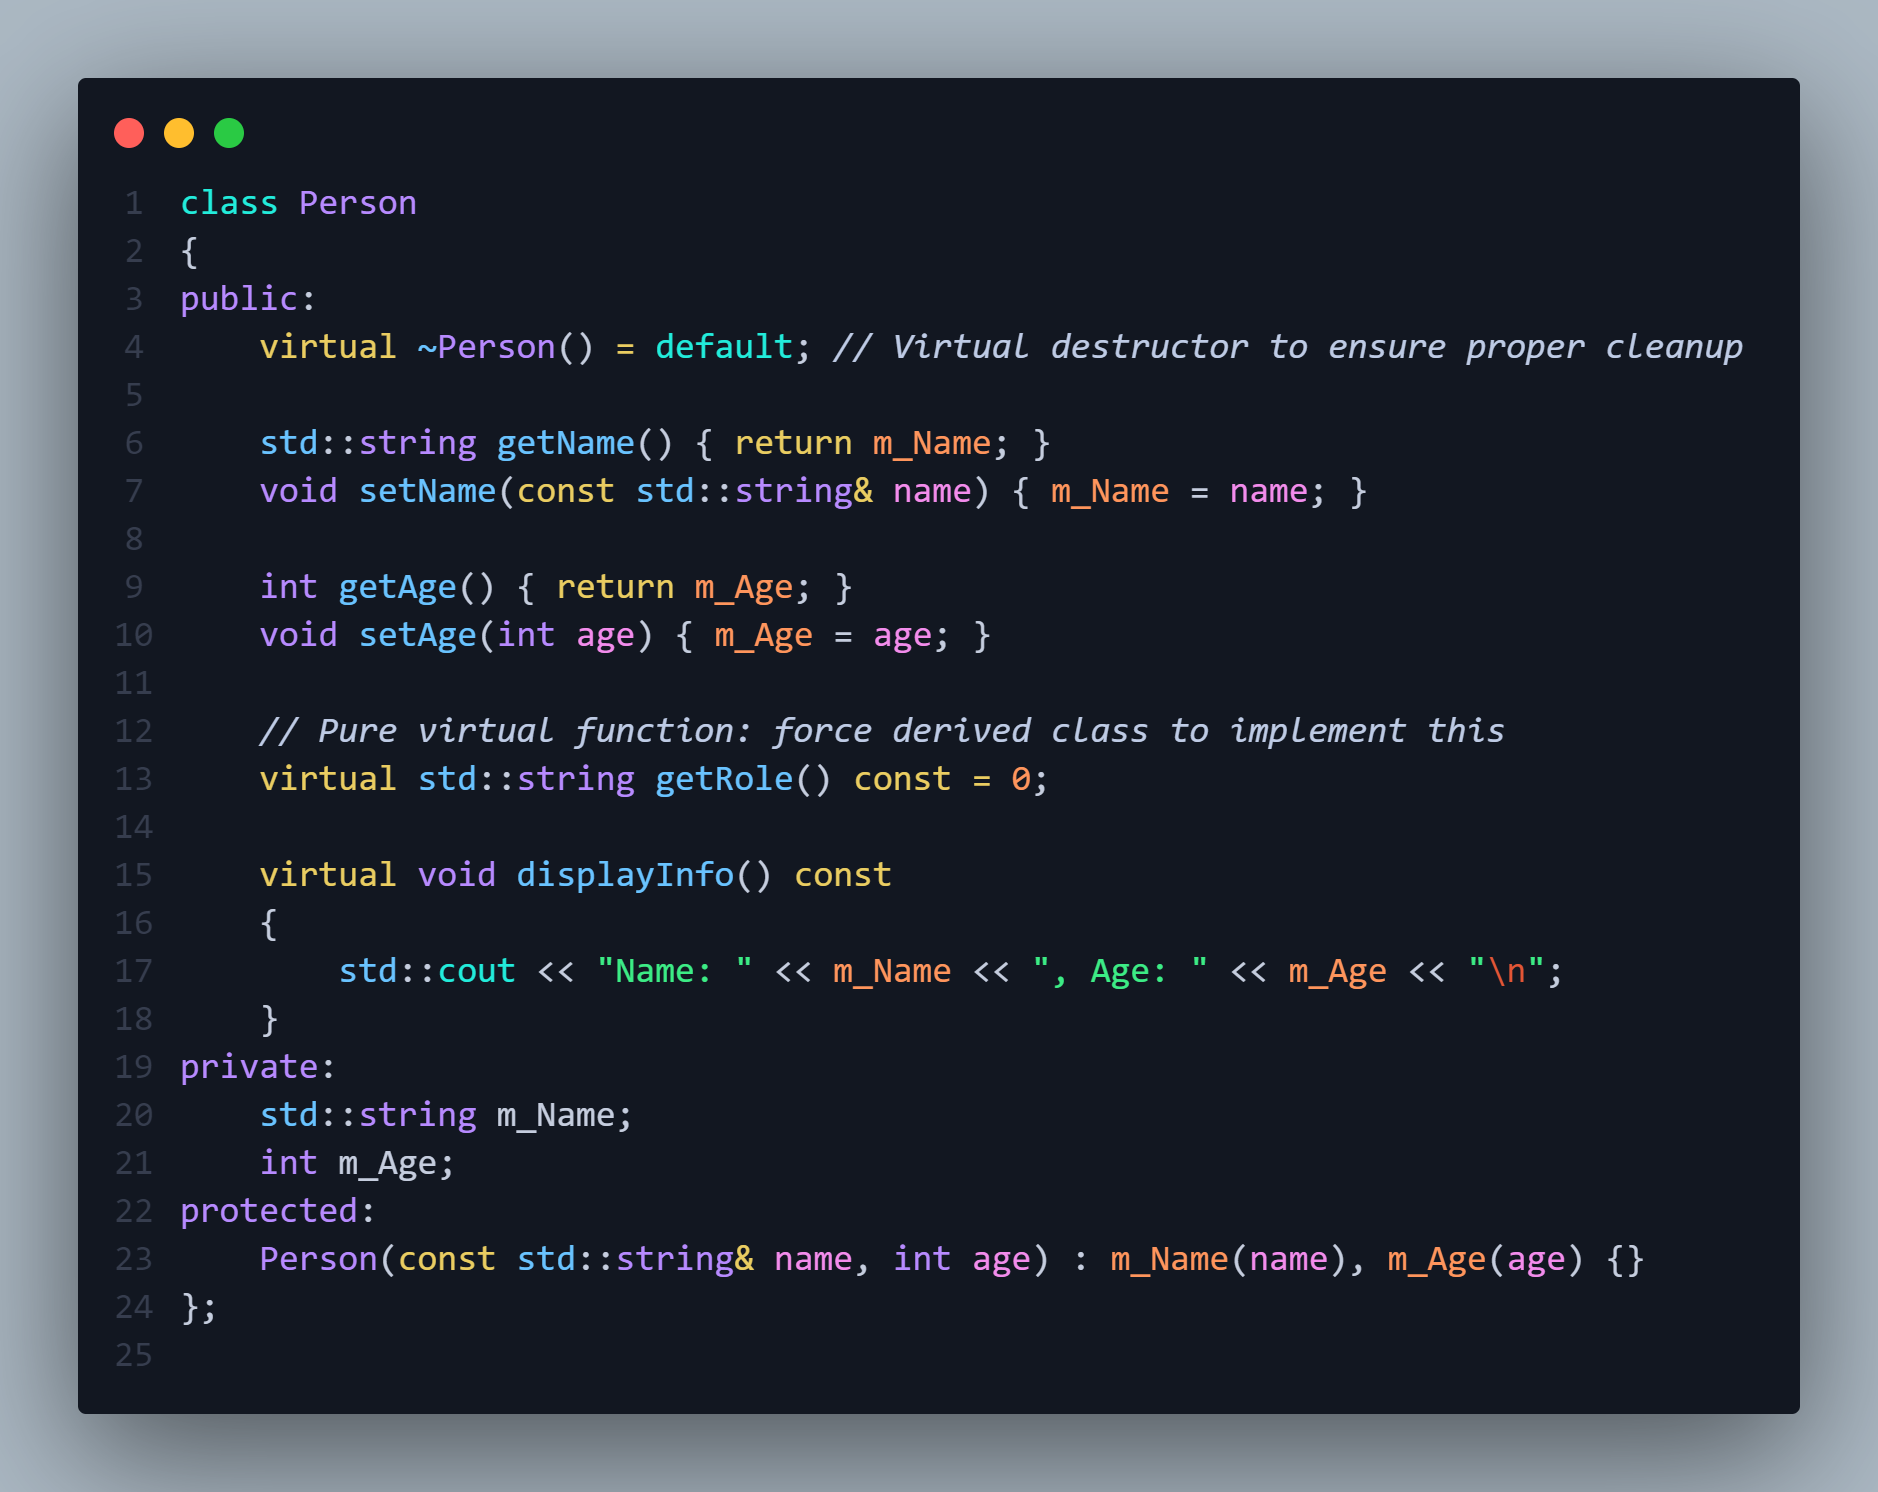 1 class Person
2 {
3 public:
4     virtual ~Person() = default; // Virtual destructor to ensure proper cleanup
5
6     std::string getName() { return m_Name; }
7     void setName(const std::string& name) { m_Name = name; }
8
9     int getAge() { return m_Age; }
10     void setAge(int age) { m_Age = age; }
11
12     // Pure virtual function: force derived class to implement this
13     virtual std::string getRole() const = 0;
14
15     virtual void displayInfo() const
16     {
17         std::cout << "Name: " << m_Name << ", Age: " << m_Age << "\n";
18     }
19 private:
20     std::string m_Name;
21     int m_Age;
22 protected:
23     Person(const std::string& name, int age) : m_Name(name), m_Age(age) {}
24 };
25